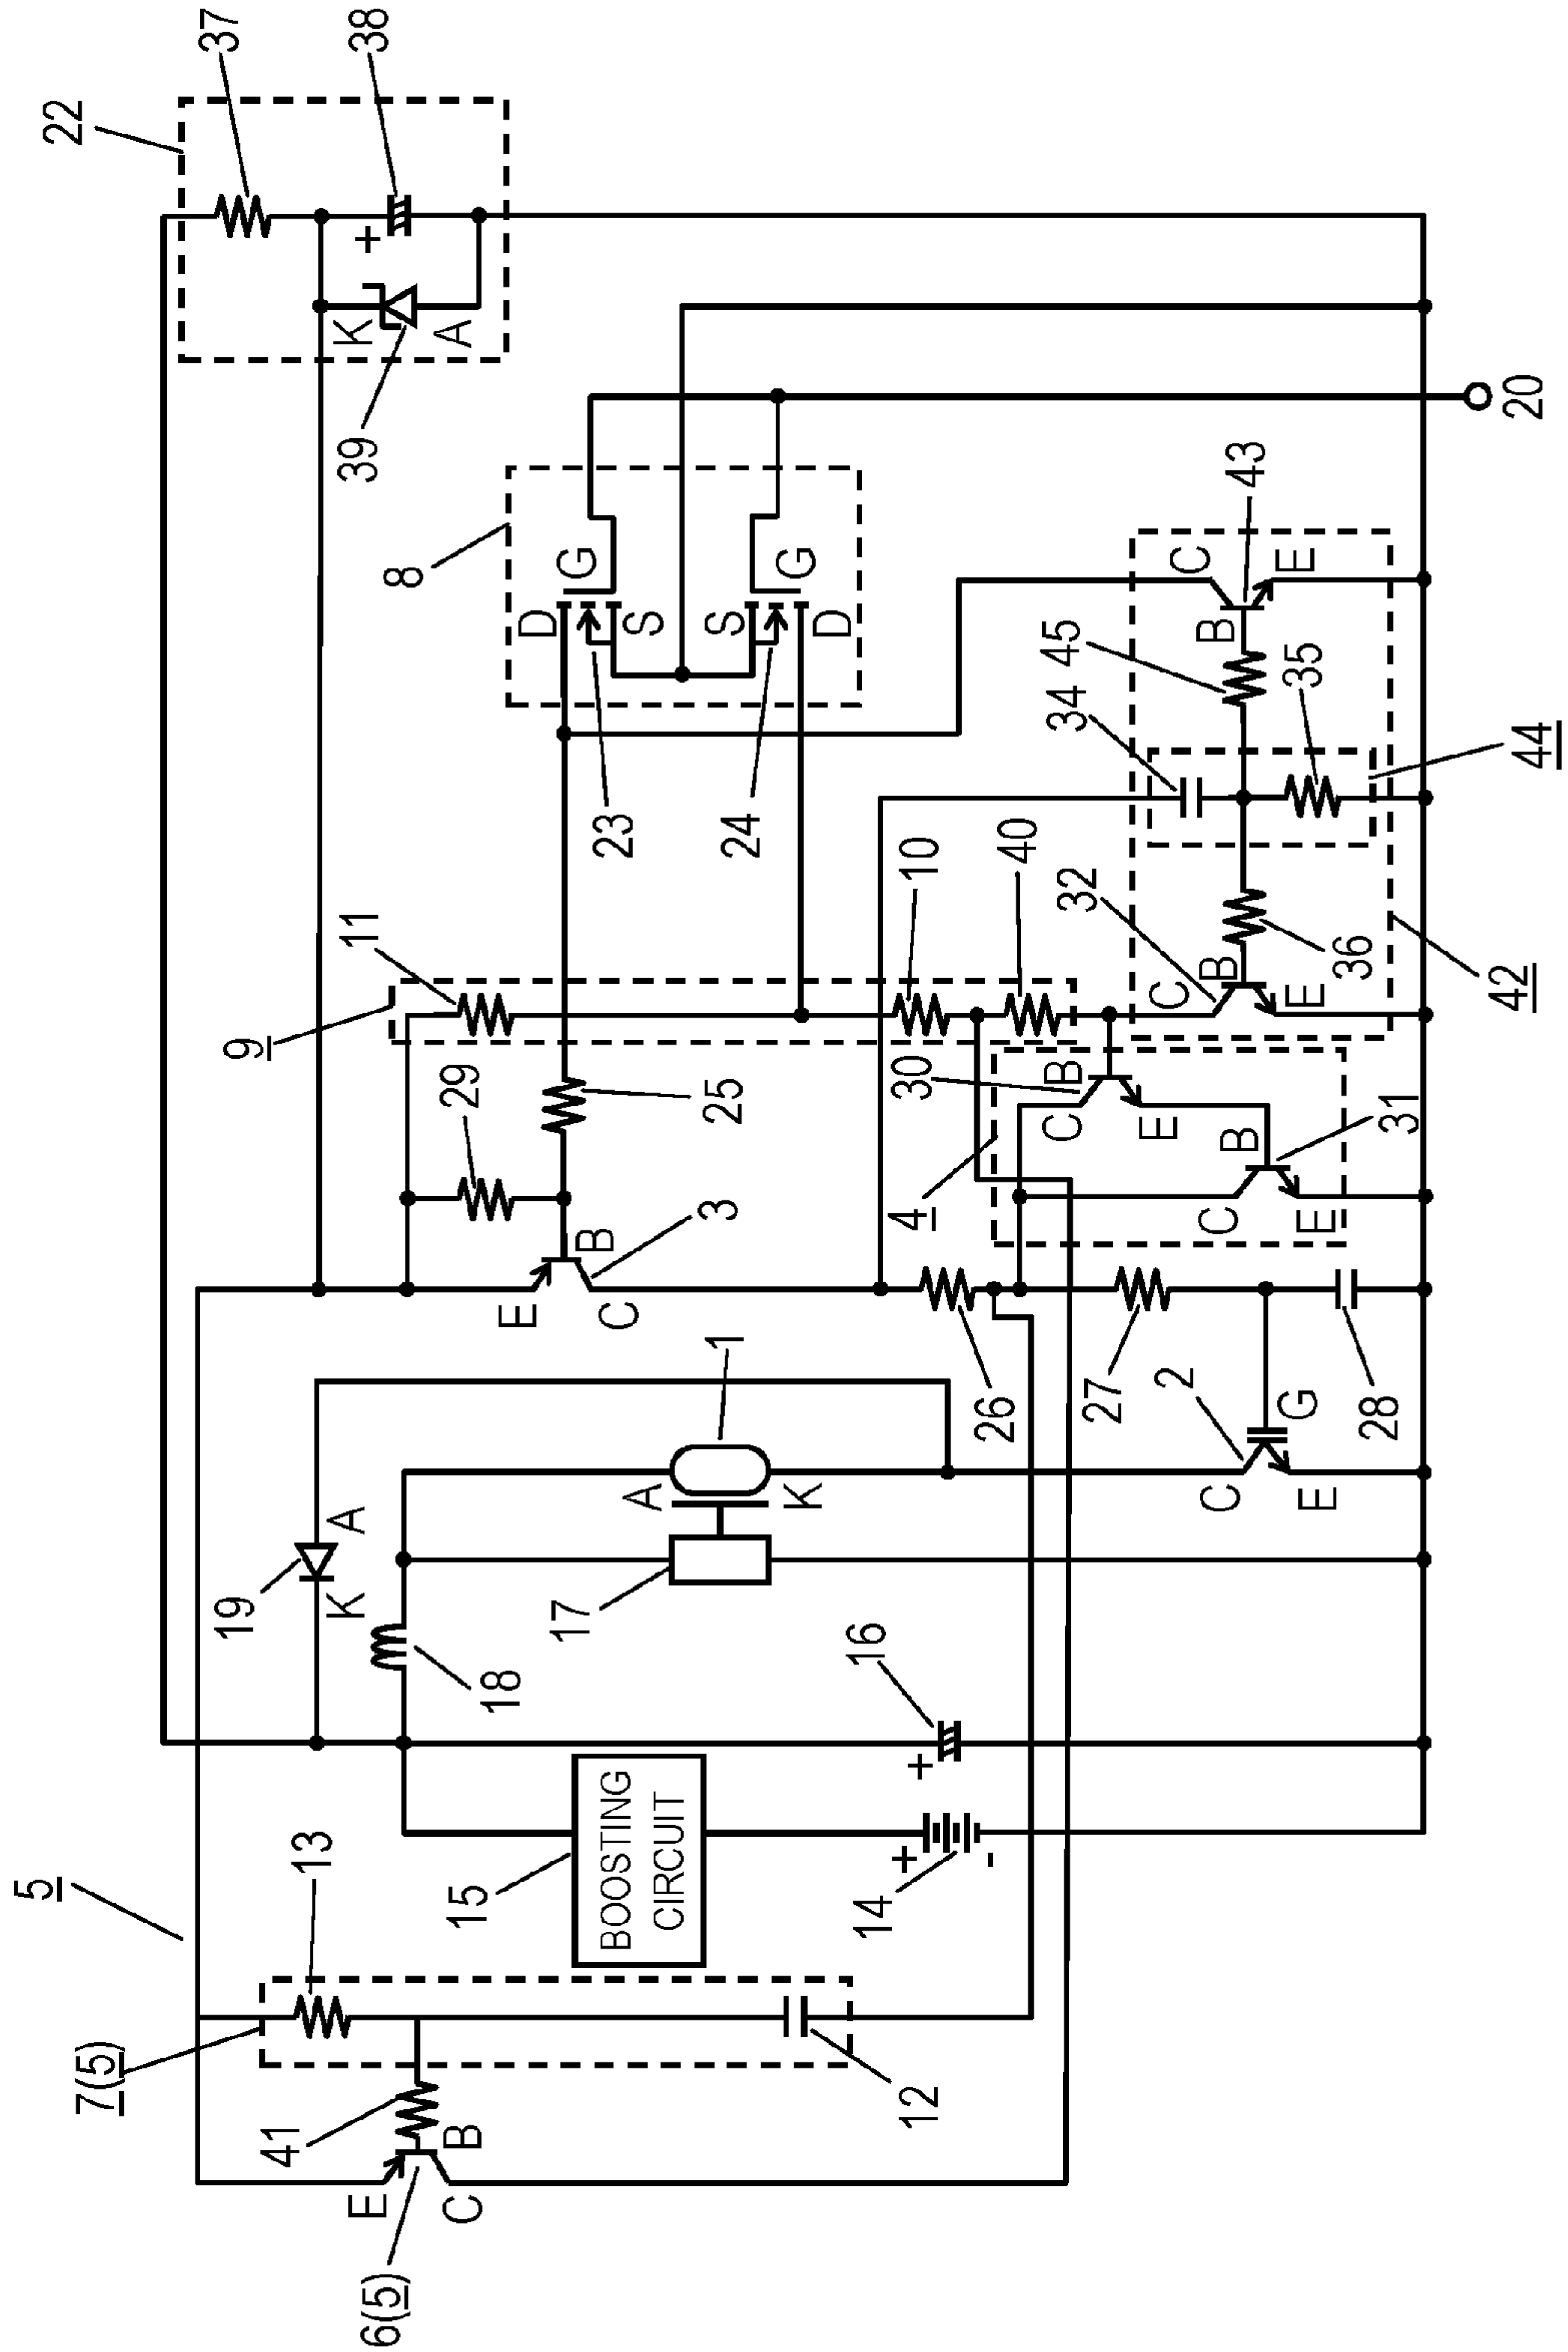 5
22
7(5)
37
19
9
41
13
K
A
K
39
11
38
E
+
6(5)
8
A
C
B
29
15
18
E
D
17
G
B
BOOSTING
CIRCUIT
23
C
A
S
1
3
25
S
24
G
K
D
14
16
+
+
4
30
12
10
-
26
40
C
B
34
45
32
27
E
2
C
C
C
C
B
B
B
43
G
E
E
E
E
35
36
28
31
42
20
44